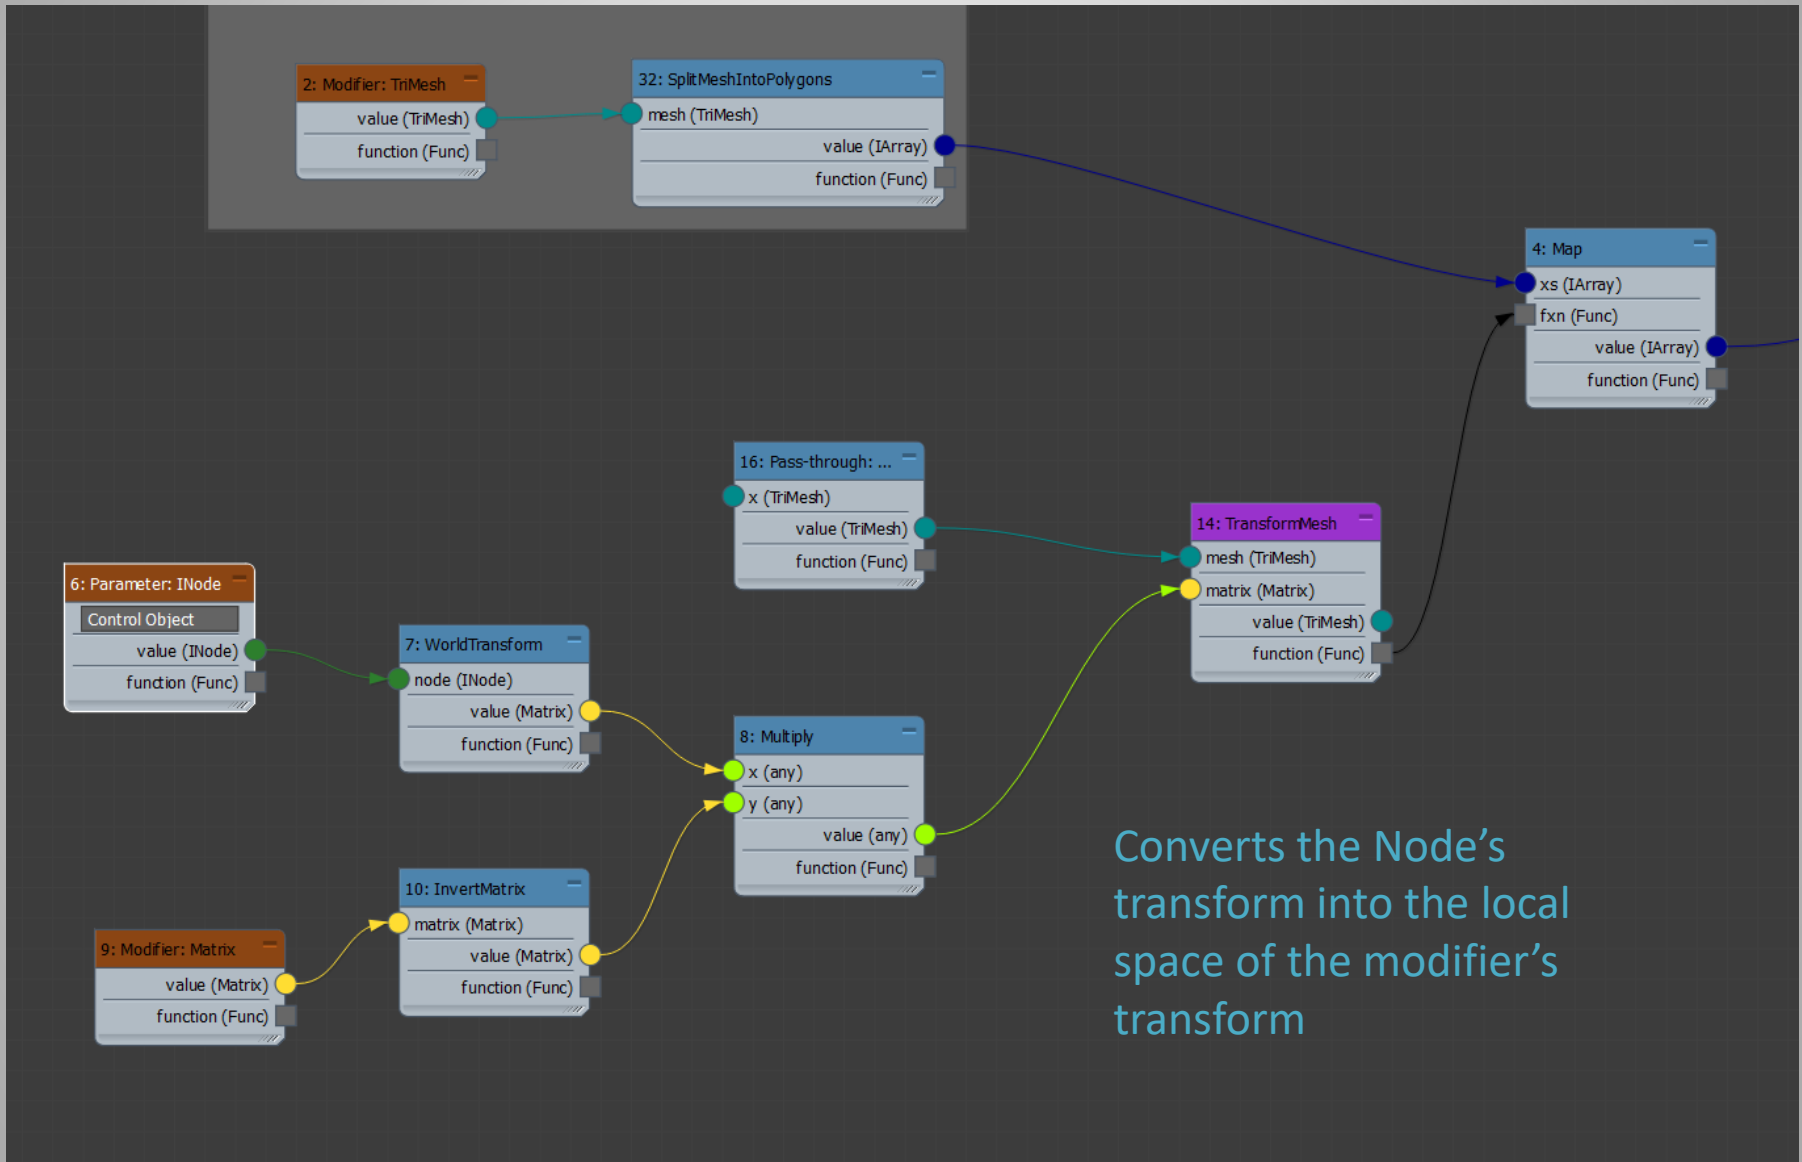 2: Modifier: TriMesh
value (TriMesh)
function (Func)
32: SplitMeshIntoPolygons
mesh (TriMesh)
value (IArray)
function (Func)
4: Map
xs (IArray)
fxn (Func)
value (IArray)
function (Func)
16: Pass-through: ...
x (TriMesh)
value (TriMesh)
function (Func)
14: TransformMesh
mesh (TriMesh)
matrix (Matrix)
value (TriMesh)
function (Func)
6: Parameter: INode
Control Object
value (INode)
function (Func)
7: WorldTransform
node (INode)
value (Matrix)
function (Func)
8: Multiply
x (any)
y (any)
value (any)
function (Func)
10: InvertMatrix
matrix (Matrix)
value (Matrix)
function (Func)
9: Modifier: Matrix
value (Matrix)
function (Func)
Converts the Node’s
transform into the local
space of the modifier’s
transform